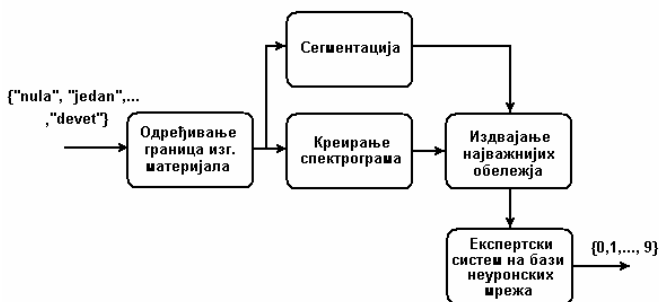 {"nula", "jedan",...
,"devet"}
Одређивање
граница изг.
материјала
Сегментација
Креирање
спектрограма
Издвајање
најважнијих
обележја
Експертски
систем на бази
неуронских
мрежа
{0,1,..., 9}